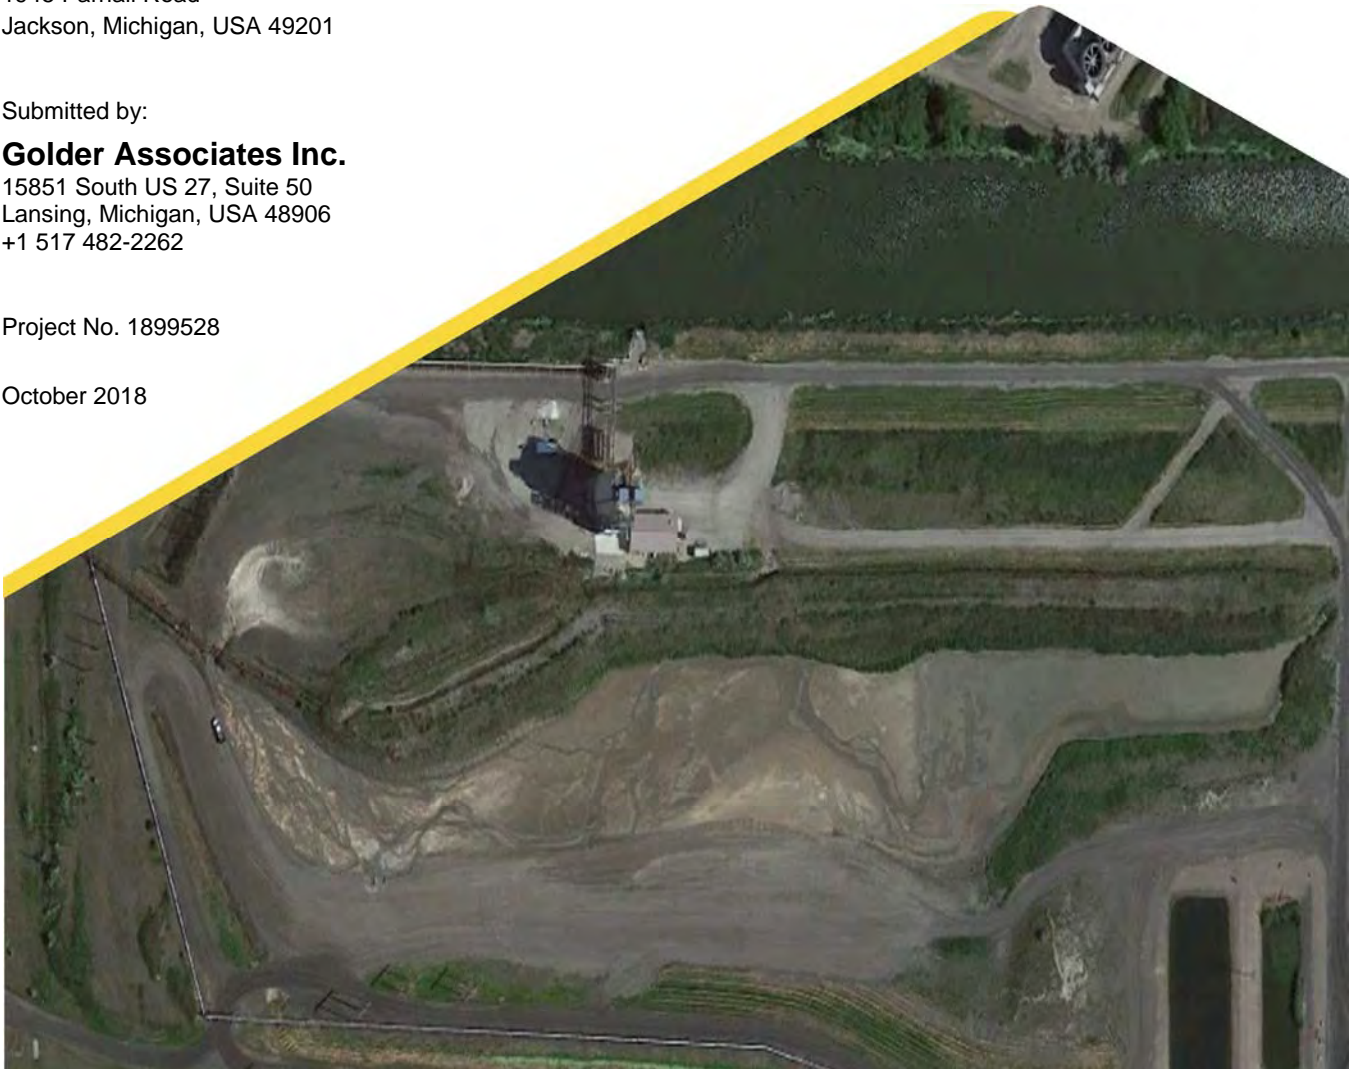 Jackson, Michigan, USA 49201
Submitted by:
Golder Associates Inc.
15851 South US 27, Suite 50
Lansing, Michigan, USA 48906
+1 517 482-2262
Project No. 1899528
October 2018